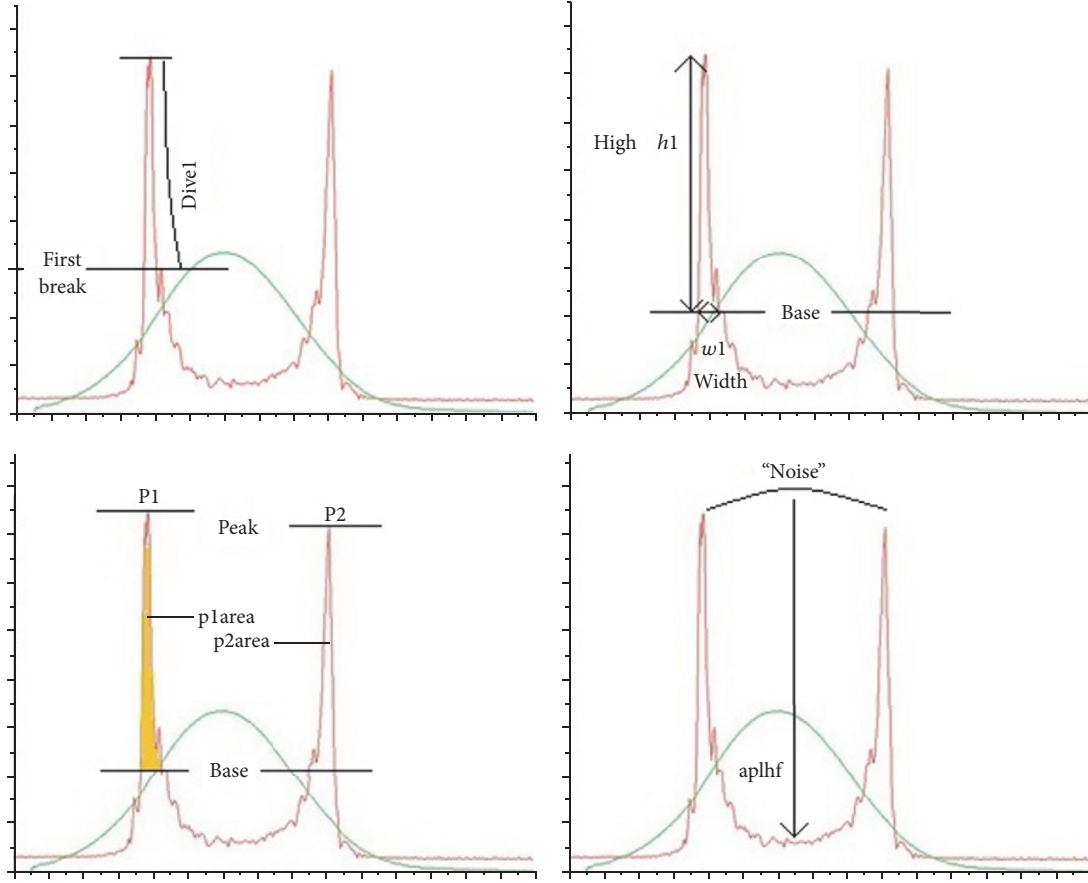 Dive1
First
break
High h1
Base
w1
Width
P1
P2
Peak
p1area
p2area
Base
“Noise”
aplhf